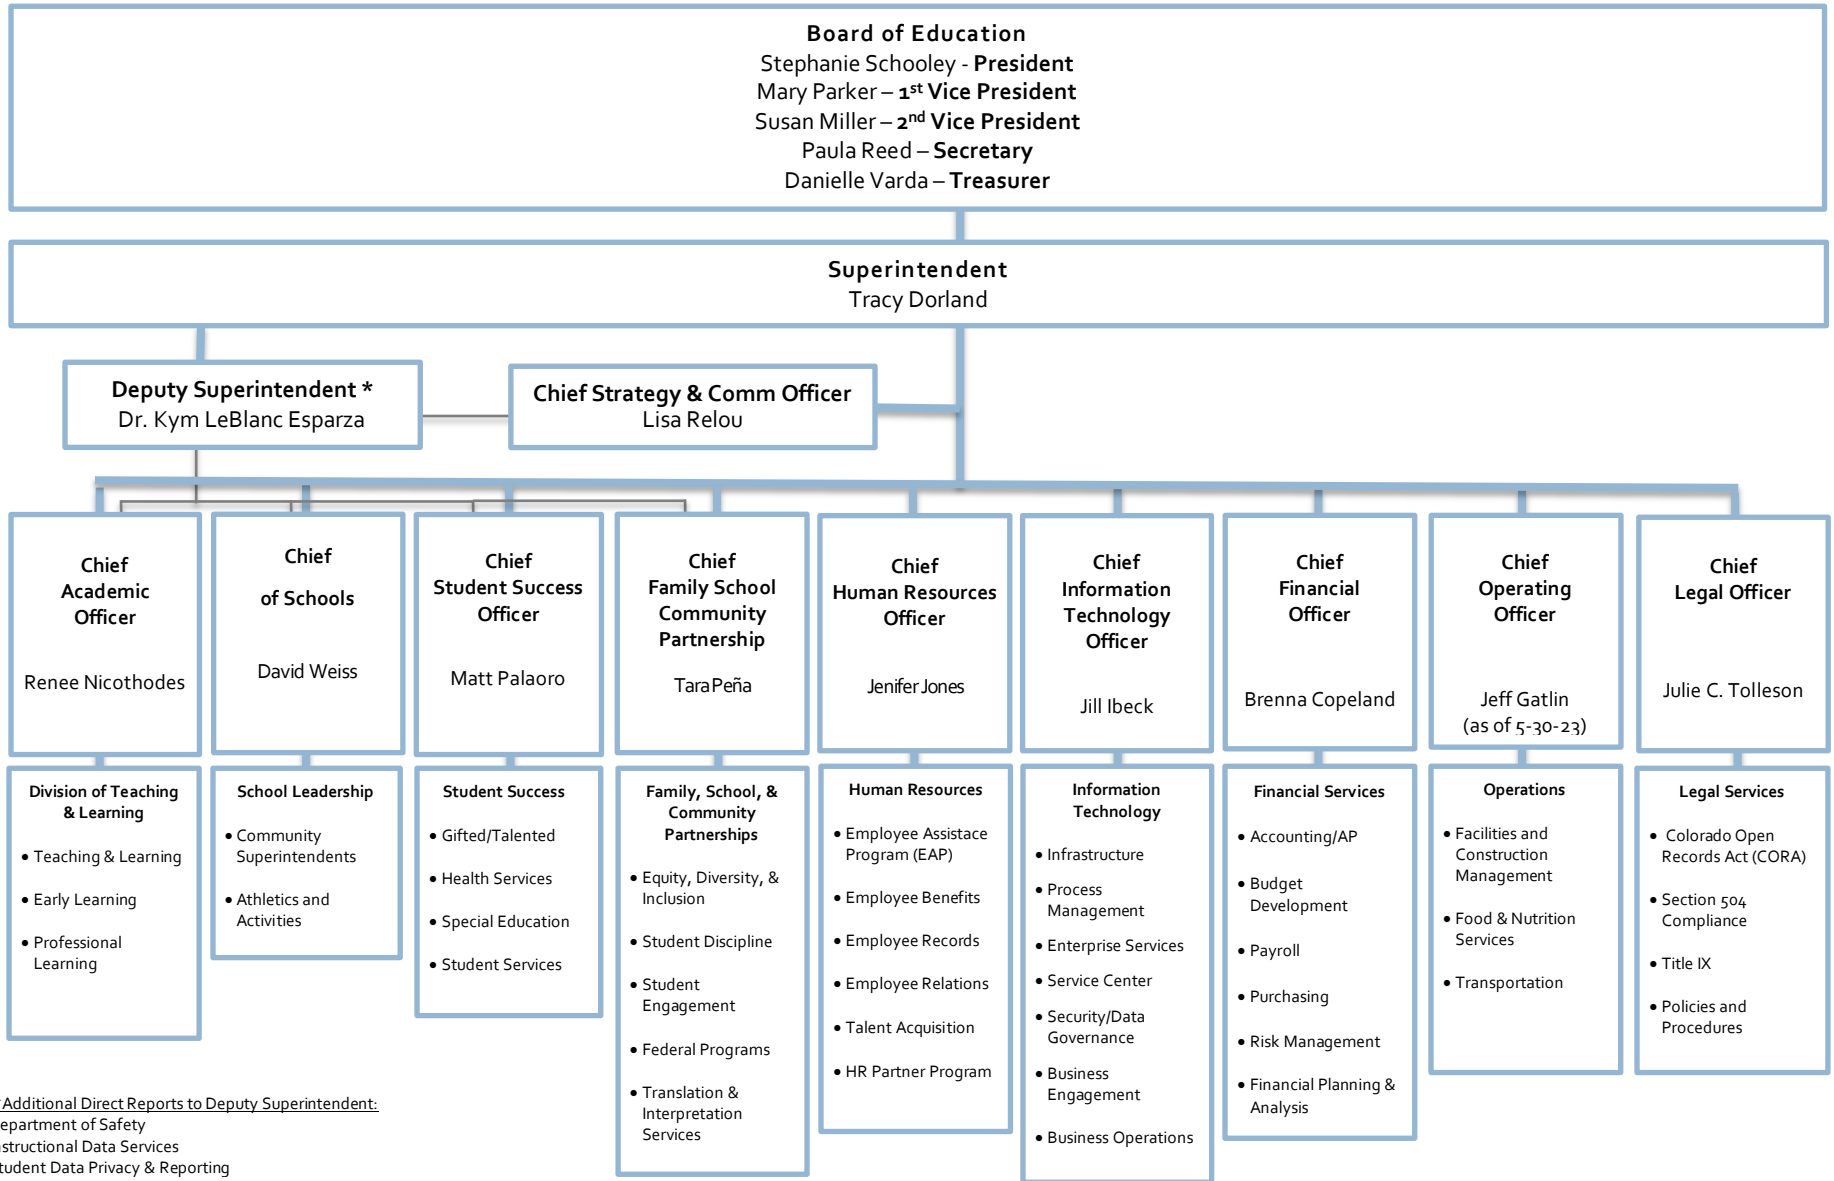 Board of Education
Stephanie Schooley - President
Mary Parker – 1st Vice President
Susan Miller – 2nd Vice President
Paula Reed – Secretary
Danielle Varda – Treasurer
Superintendent
Tracy Dorland
Deputy Superintendent *
Dr. Kym LeBlanc Esparza
Chief Strategy & Comm Officer
Lisa Relou
Chief
Academic
Officer
Renee Nicothodes
Chief
of Schools
David Weiss
Chief
Student Success
Officer
Matt Palaoro
Chief
Family School
Community
Partnership
Tara Peña
Chief
Human Resources
Officer
Jenifer Jones
Chief
Information
Technology
Officer
Jill Ibeck
Chief
Financial
Officer
Brenna Copeland
Chief
Operating
Officer
Jeff Gatlin
(as of 5-30-23)
Chief
Legal Officer
Julie C. Tolleson
Division of Teaching
& Learning
• Teaching & Learning
• Early Learning
• Professional
Learning
School Leadership
• Community
Superintendents
• Athletics and
Activities
Student Success
• Gifted/Talented
• Health Services
• Special Education
• Student Services
Family, School, &
Community
Partnerships
• Equity, Diversity, &
Inclusion
• Student Discipline
• Student
Engagement
• Federal Programs
• Translation &
Interpretation
Services
Human Resources
• Employee Assistace
Program (EAP)
• Employee Benefits
• Employee Records
• Employee Relations
• Talent Acquisition
• HR Partner Program
Information
Technology
• Infrastructure
• Process
Management
• Enterprise Services
• Service Center
• Security/Data
Governance
• Business
Engagement
• Business Operations
Financial Services
• Accounting/AP
• Budget
Development
• Payroll
• Purchasing
• Risk Management
• Financial Planning &
Analysis
Operations
• Facilities and
Construction
Management
• Food & Nutrition
Services
• Transportation
Legal Services
• Colorado Open
Records Act (CORA)
• Section 504
Compliance
• Title IX
• Policies and
Procedures
*Additional Direct Reports to Deputy Superintendent:
epartment of Safety
nstructional Data Services
tudent Data Privacy & Reporting